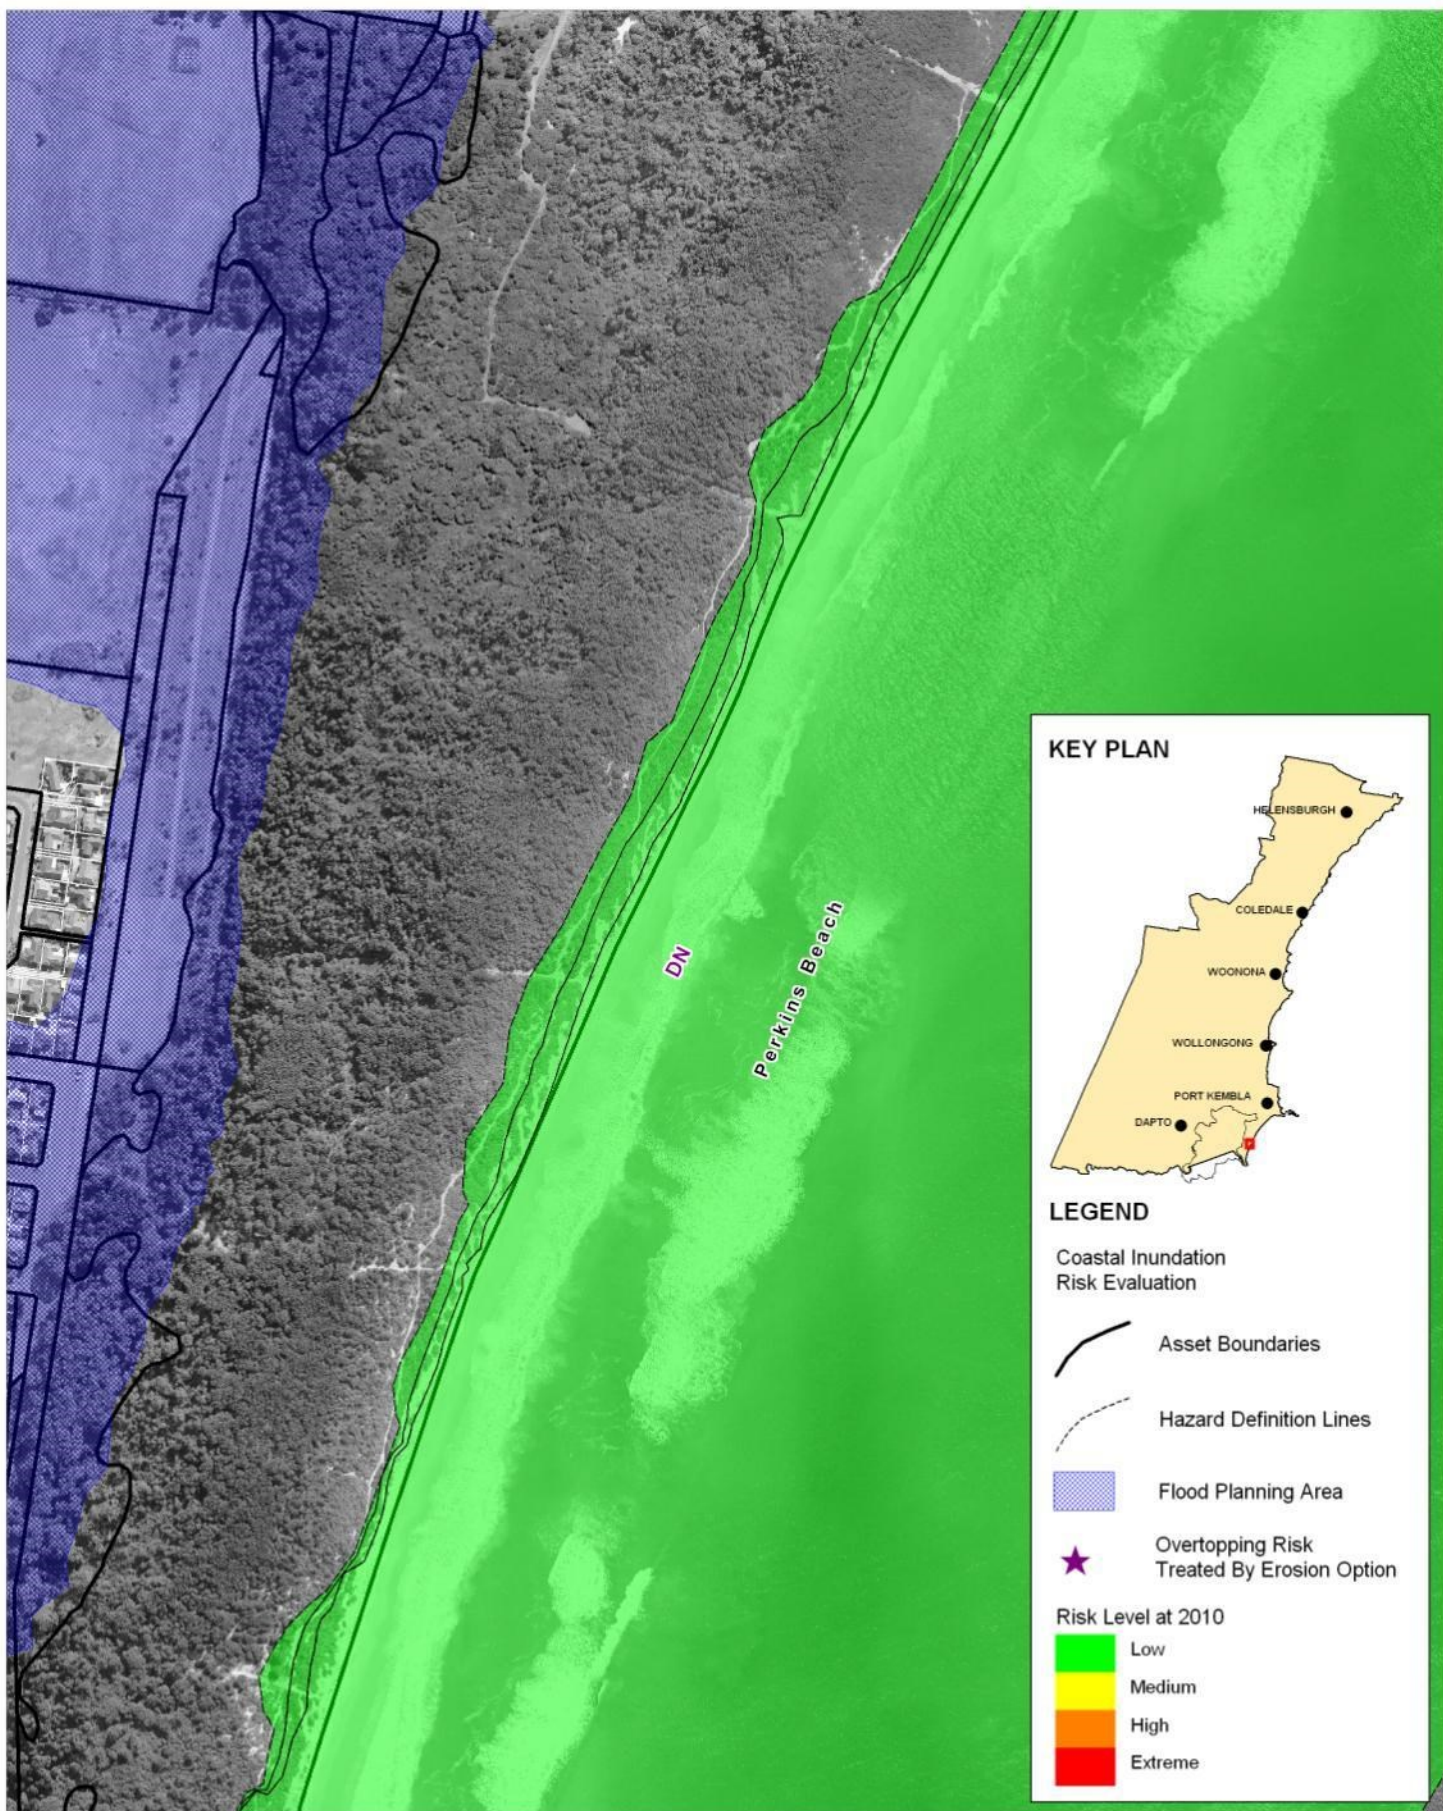 DN
Perkins Beach
KEY PLAN
HELENSBURGH
COLEDALE
WOONONA
WOLLONGONG
PORT KEMBLA
DAPTO
LEGEND
Coastal Inundation
Risk Evaluation
Asset Boundaries
Hazard Definition Lines
Flood Planning Area
Overtopping Risk
Treated By Erosion Option
Risk Level at 2010
Low
Medium
High
Extreme